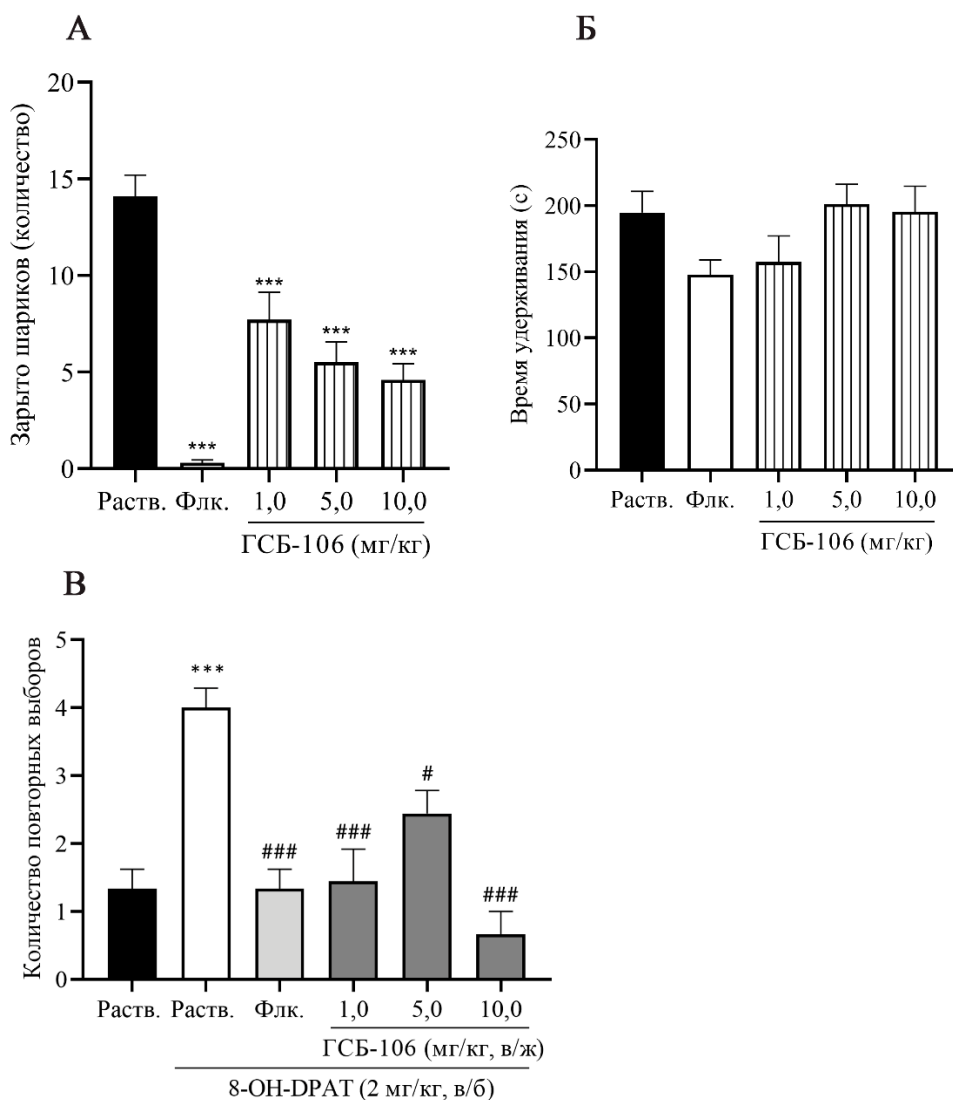 А
Зарыто шариков (количество)
20
15
10
5
0
***
***
***
***
Раств. Флк. 1,0 5,0 10,0
ГСБ-106 (мг/кг)
Б
Время удерживания (с)
250
200
150
100
50
0
Раств. Флк. 1,0 5,0 10,0
ГСБ-106 (мг/кг)
В
Количество повторных выборов
5
4
3
2
1
0
***
###
###
#
###
Раств. Раств. Флк. 1,0 5,0 10,0
ГСБ-106 (мг/кг, в/ж)
8-OH-DPAT (2 мг/кг, в/б)